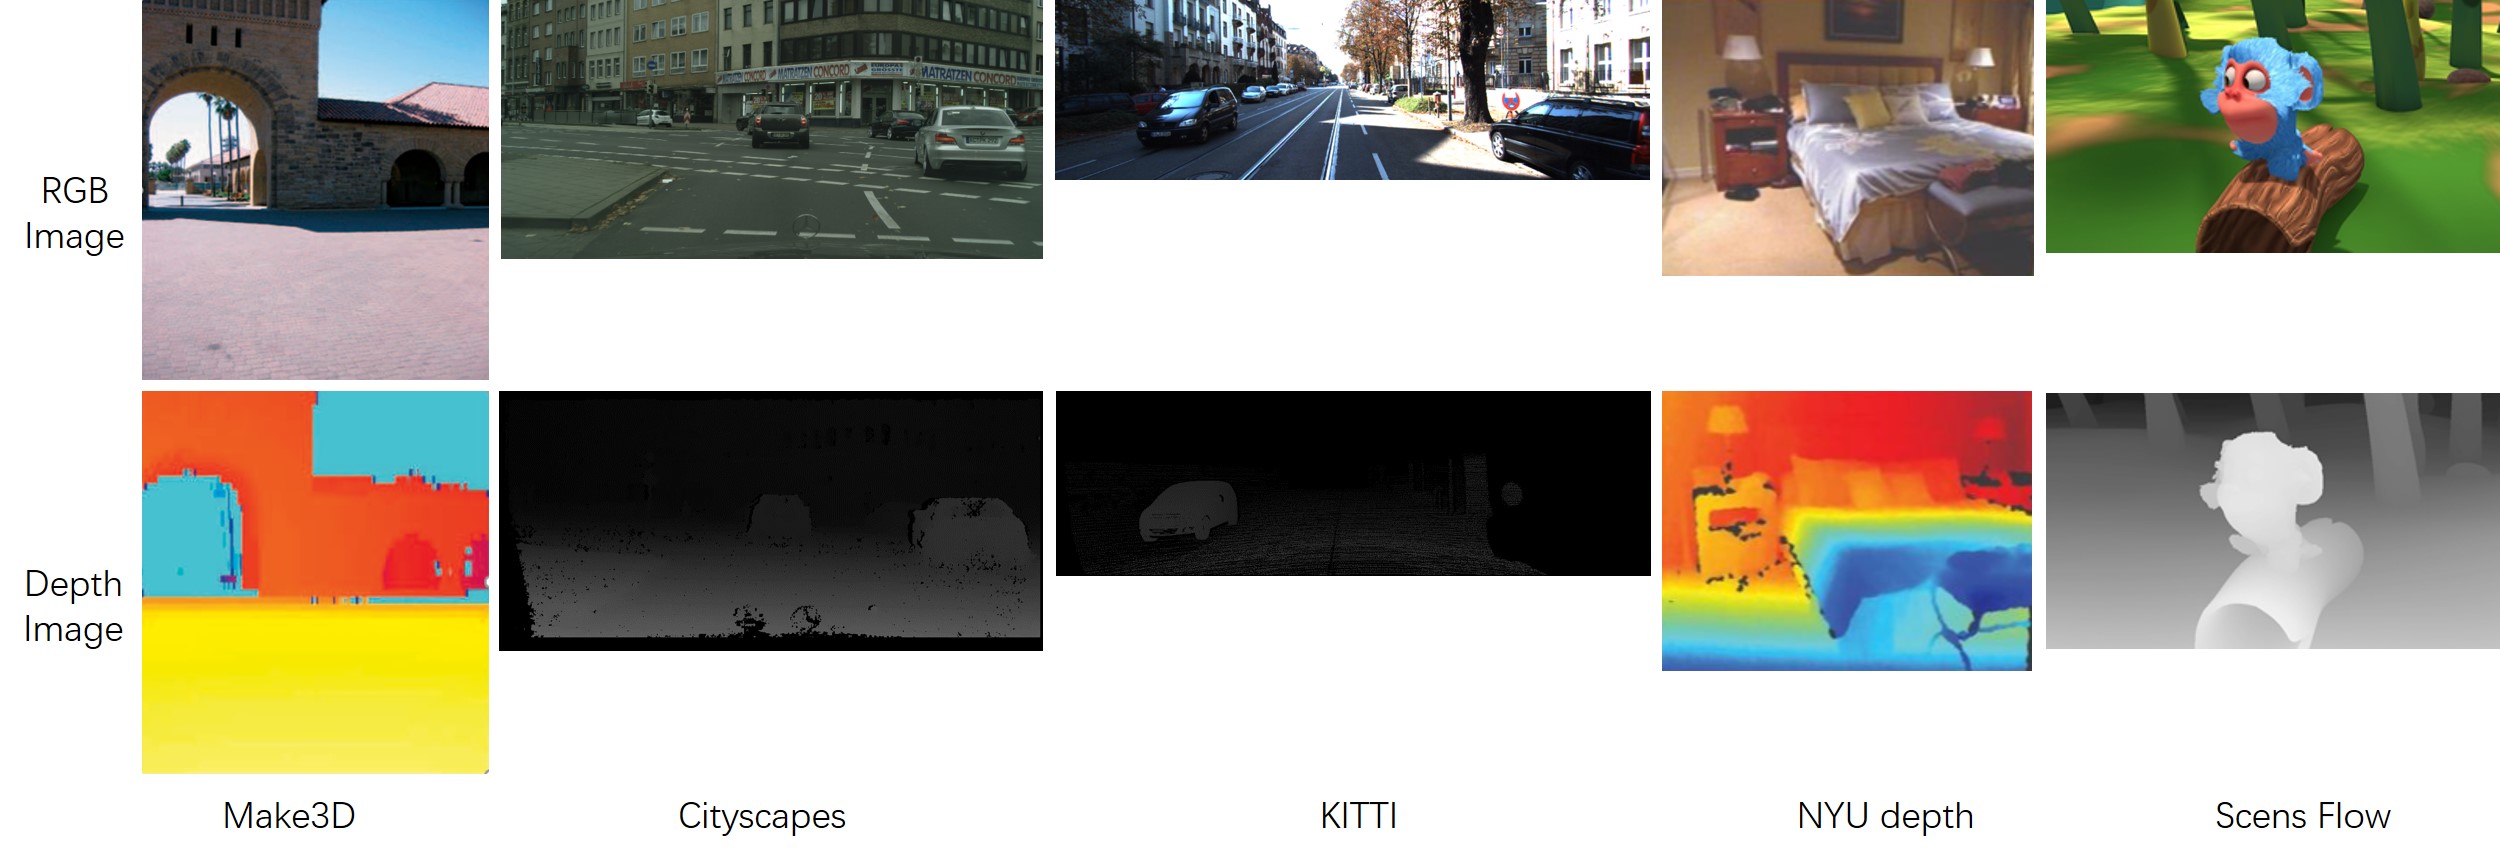 RGB
Image
MATRATZEN CONCORD
MATRATZEN CONCORD
MATRATZEN CONCORD
Depth
Image
Make3D
Cityscapes
KITTI
NYU depth
Scens Flow